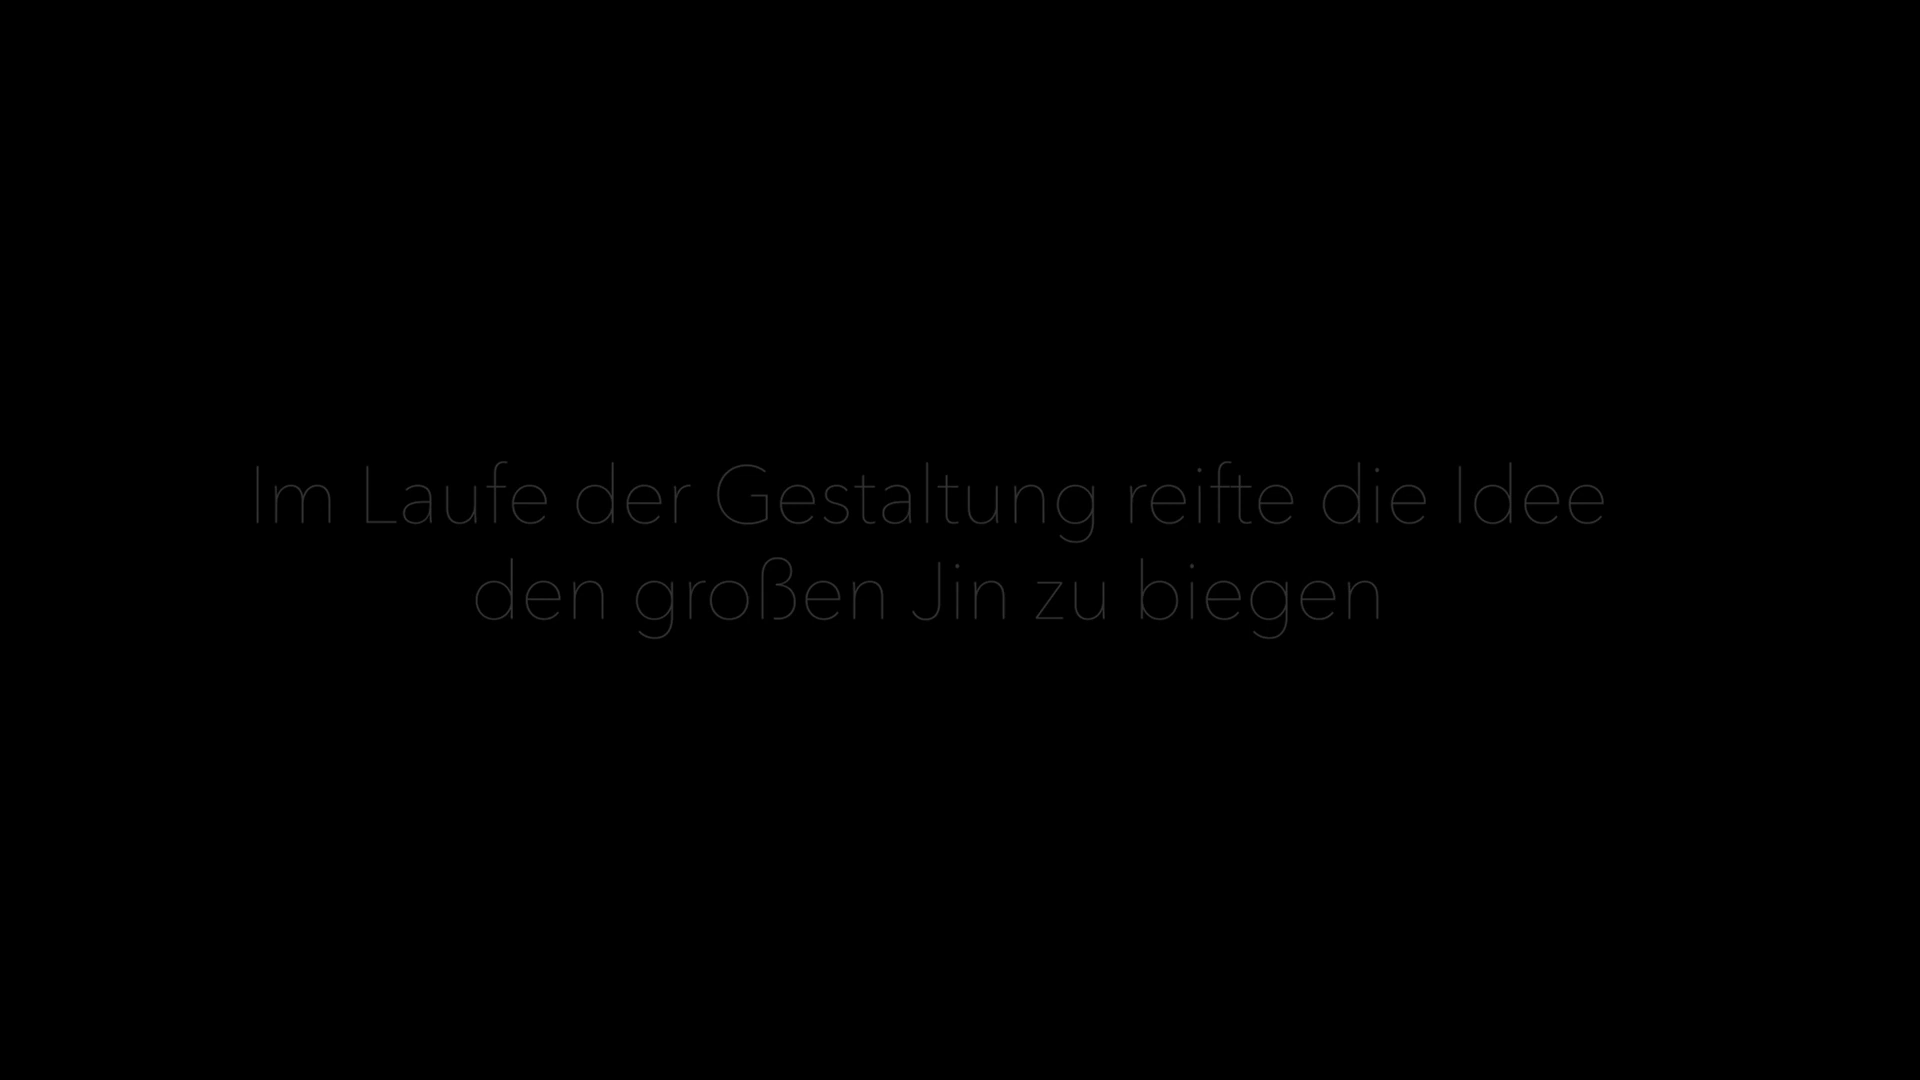 Im Laufe der Gestaltung reifte die Idee
den großen Jin zu biegen